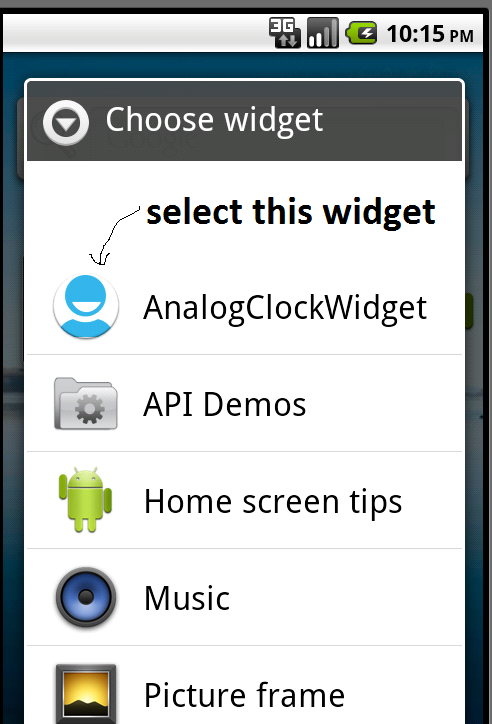 3G
10:15 PM
Choose widget
select this widget
AnalogClockWidget
API Demos
Home screen tips
Music
Picture frame